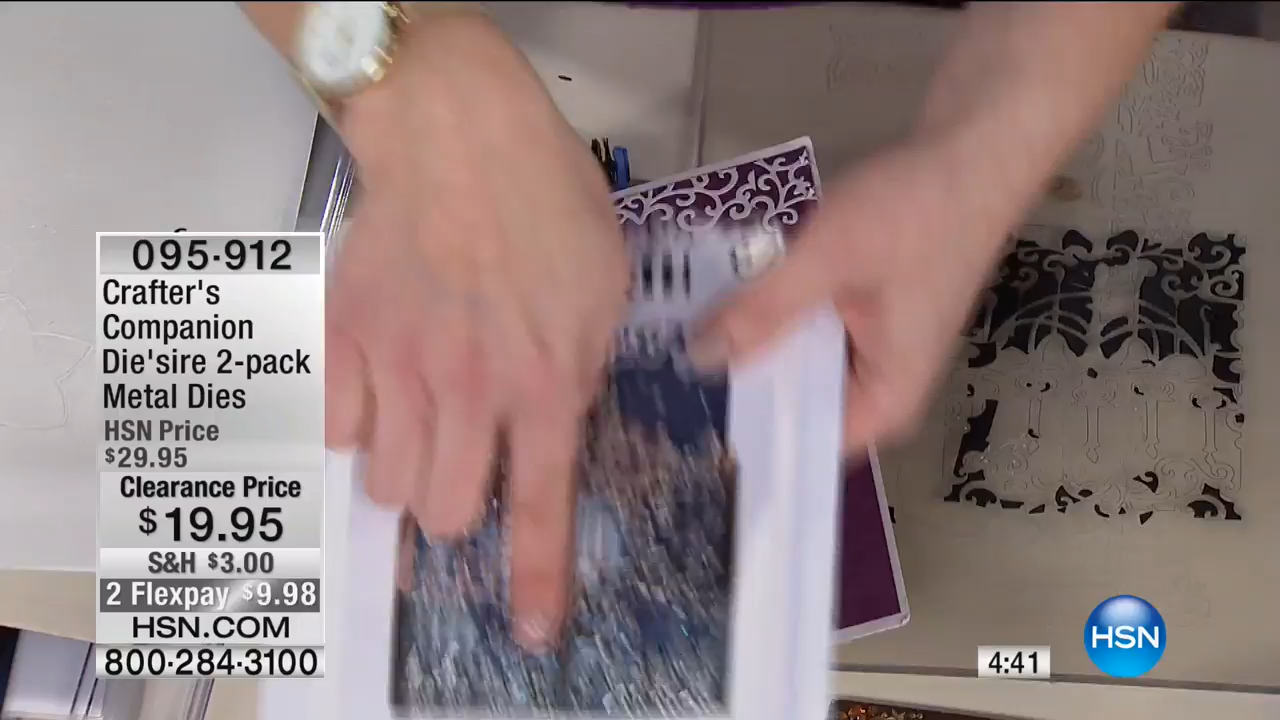 095-912
Crafter's
Companion
Die'sire 2-pack
Metal Dies
HSN Price
$29.95
Clearance Price
$19.95
S&H $3.00
2 Flexpay $9.98
HSN.COM
800-284-3100
4:41
HSN